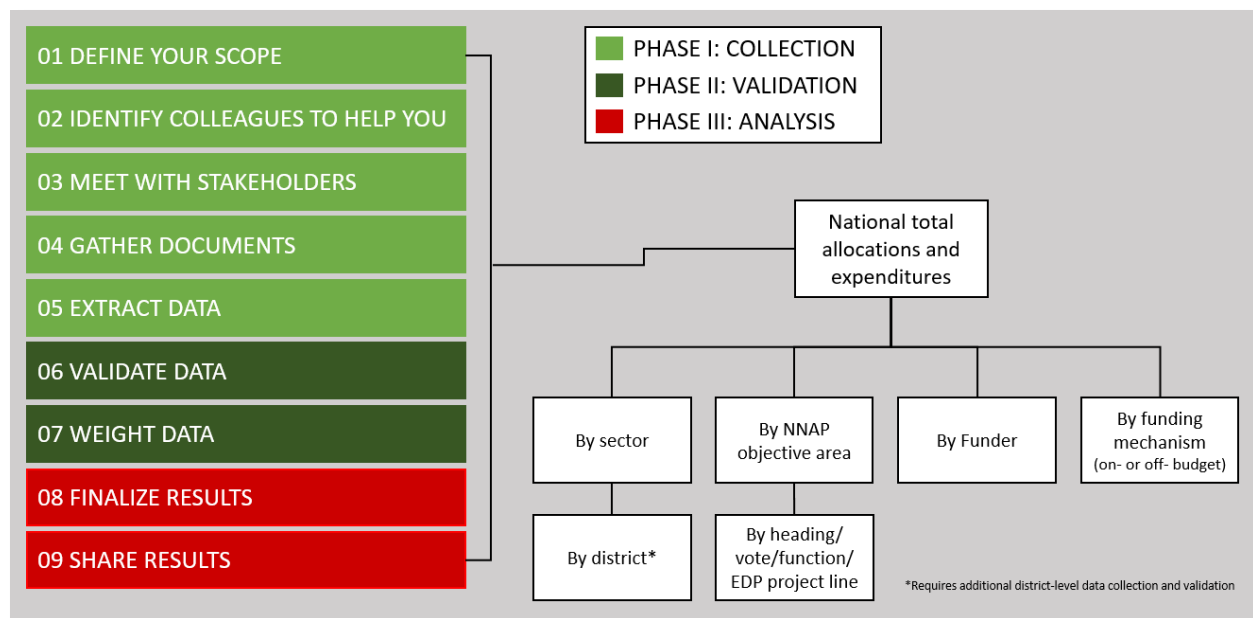 01 DEFINE YOUR SCOPE
02 IDENTIFY COLLEAGUES TO HELP YOU
03 MEET WITH STAKEHOLDERS
04 GATHER DOCUMENTS
05 EXTRACT DATA
06 VALIDATE DATA
07 WEIGHT DATA
08 FINALIZE RESULTS
09 SHARE RESULTS
PHASE I: COLLECTION
PHASE II: VALIDATION
PHASE III: ANALYSIS
National total
allocations and
expenditures
By sector
By NNAP
objective area
By Funder
By funding
mechanism
(on- or off- budget)
By district*
By heading/
vote/function/
EDP project line
*Requires additional district-level data collection and validation